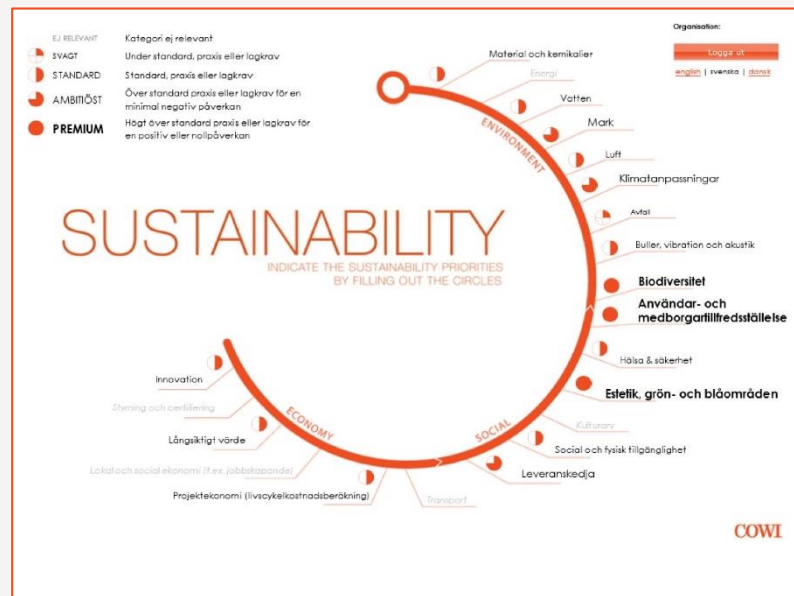 EJ RELEVANT Kategori ej relevant
SVAGT Under standard, praxis eller lagkrav
STANDARD Standard, praxis eller lagkrav
AMBITIÖST Över standard praxis eller lagkrav för en
minimal negativ påverkan
PREMIUM Högt över standard praxis eller lagkrav för
en positiv eller nollpåverkan
Organisation:
Logga ut
english | svenska | dansk
SUSTAINABILITY
INDICATE THE SUSTAINABILITY PRIORITIES
BY FILLING OUT THE CIRCLES
ENVIRONMENT
Material och kemikalier
Energi
Vatten
Mark
Luft
Klimatanpassningar
Avfall
Buller, vibration och akustik
Biodiversitet
SOCIAL
Användar- och
medborgartillfredsställelse
Hälsa & säkerhet
Estetik, grön- och blåområden
Kulturarv
Social och fysisk tillgänglighet
Leveranskedja
ECONOMY
Transport
Projektekonomi (livscykelkostnadsberäkning)
Lokal och social ekonomi (t.ex. jobbskapande)
Långsiktigt värde
Styrning och certifiering
Innovation
COWI